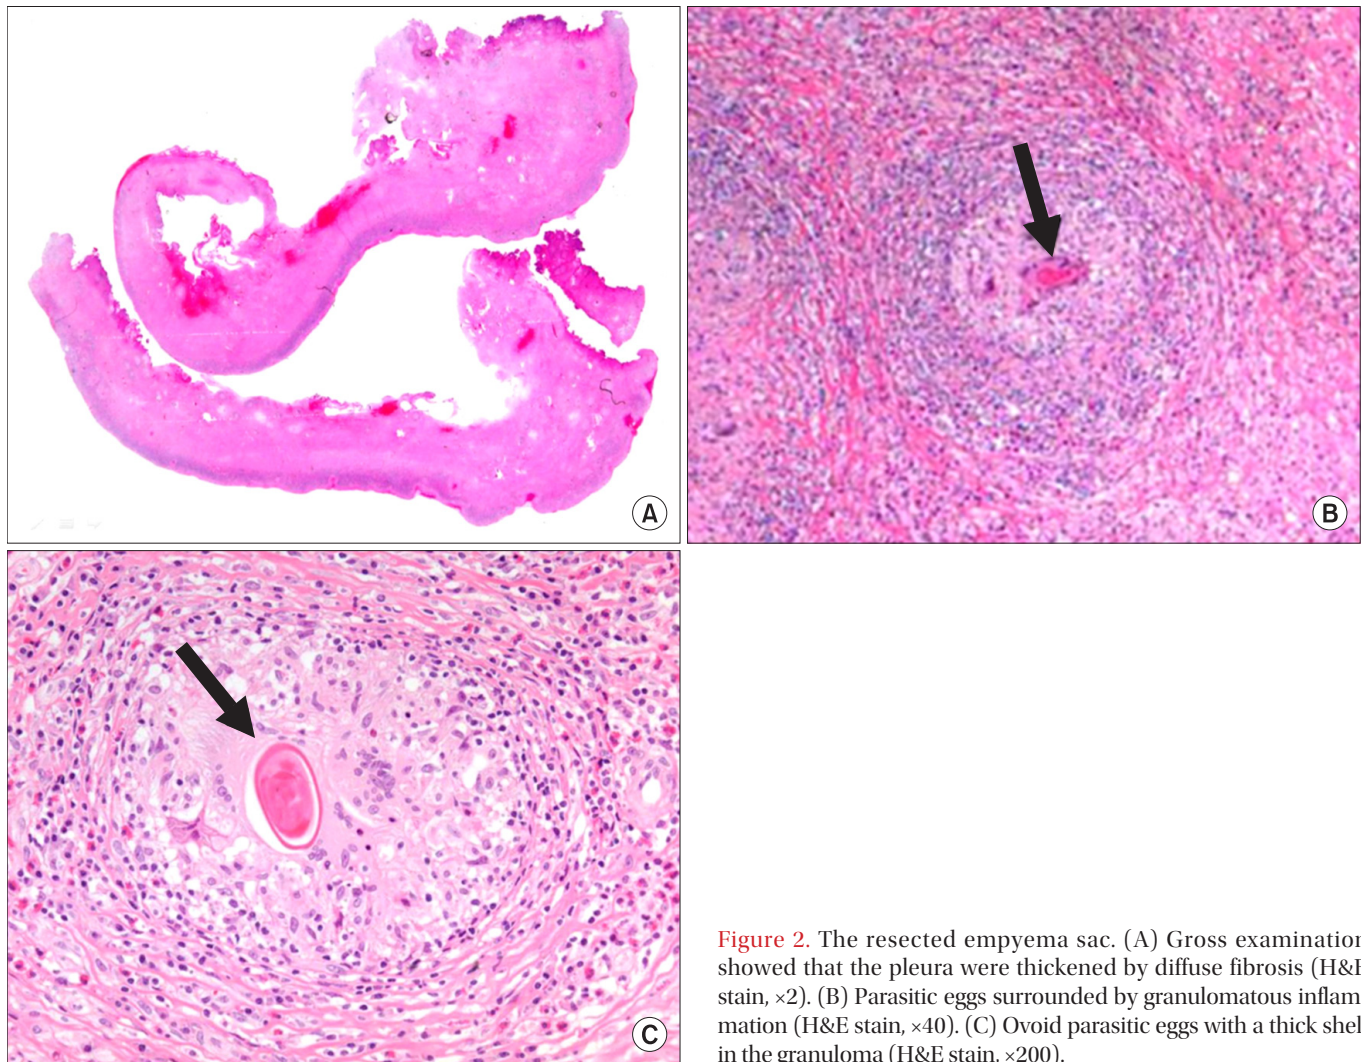 A
B
C
Figure 2. The resected empyema sac. (A) Gross examination
showed that the pleura were thickened by diffuse fibrosis (H&E
stain, ×2). (B) Parasitic eggs surrounded by granulomatous inflam
mation (H&E stain, ×40). (C) Ovoid parasitic eggs with a thick shell
in the granuloma (H&E stain, ×200).